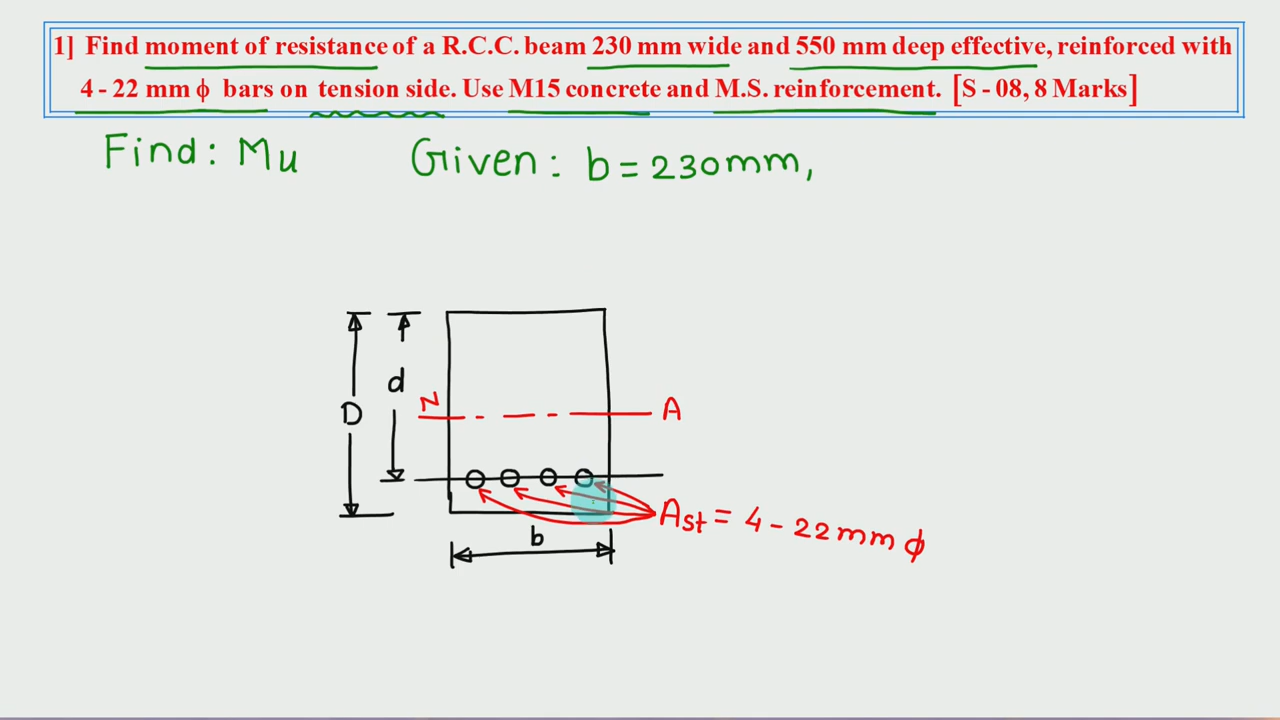 1] Find moment of resistance of a R.C.C. beam 230 mm wide and 550 mm deep effective, reinforced with
4 - 22 mm ϕ bars on tension side. Use M15 concrete and M.S. reinforcement. [S - 08, 8 Marks]
Find: Mu Given: b = 230mm,
d
D
N A
Ast = 4 - 22 mm ϕ
b